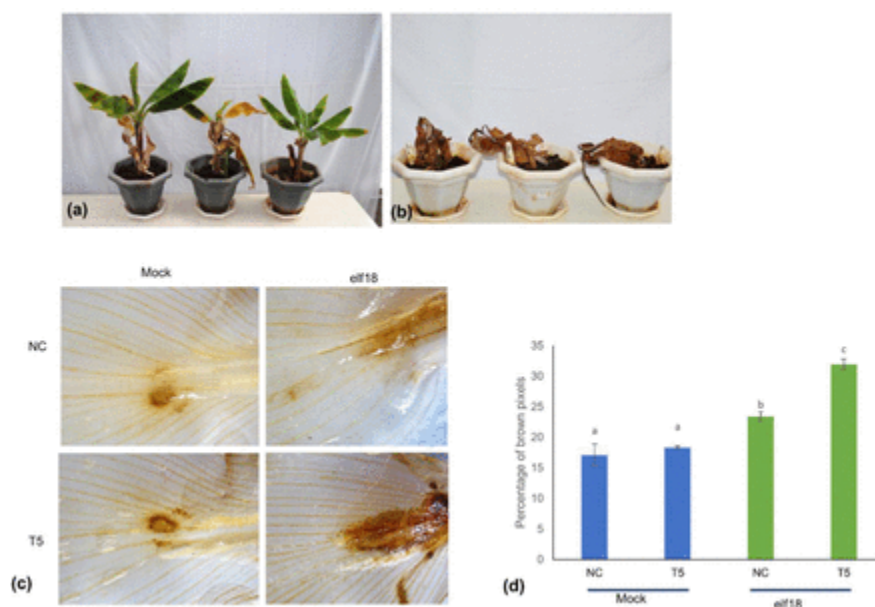 (a)
(b)
Mock
elf18
NC
T5
(c)
Percentage of brown pixels
35
30
25
20
15
10
5
0
a
a
b
c
NC
T5
NC
T5
Mock
elf18
(d)